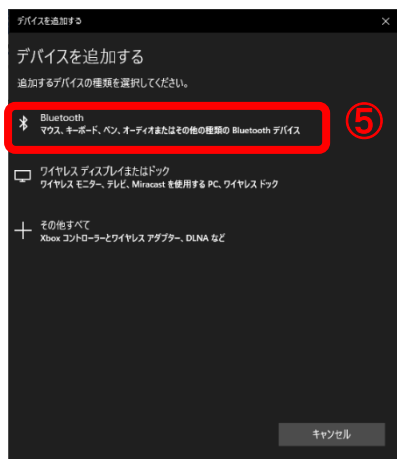 デバイスを追加する
デバイスを追加する
追加するデバイスの種類を選択してください。
Bluetooth
マウス、キーボード、ペン、オーディオまたはその他の種類の Bluetooth デバイス
⑤
ワイヤレス ディスプレイまたはドック
ワイヤレス モニター、テレビ、Miracast を使用する PC、ワイヤレス ドック
その他すべて
Xbox コントローラーとワイヤレス アダプター、DLNA など
キャンセル